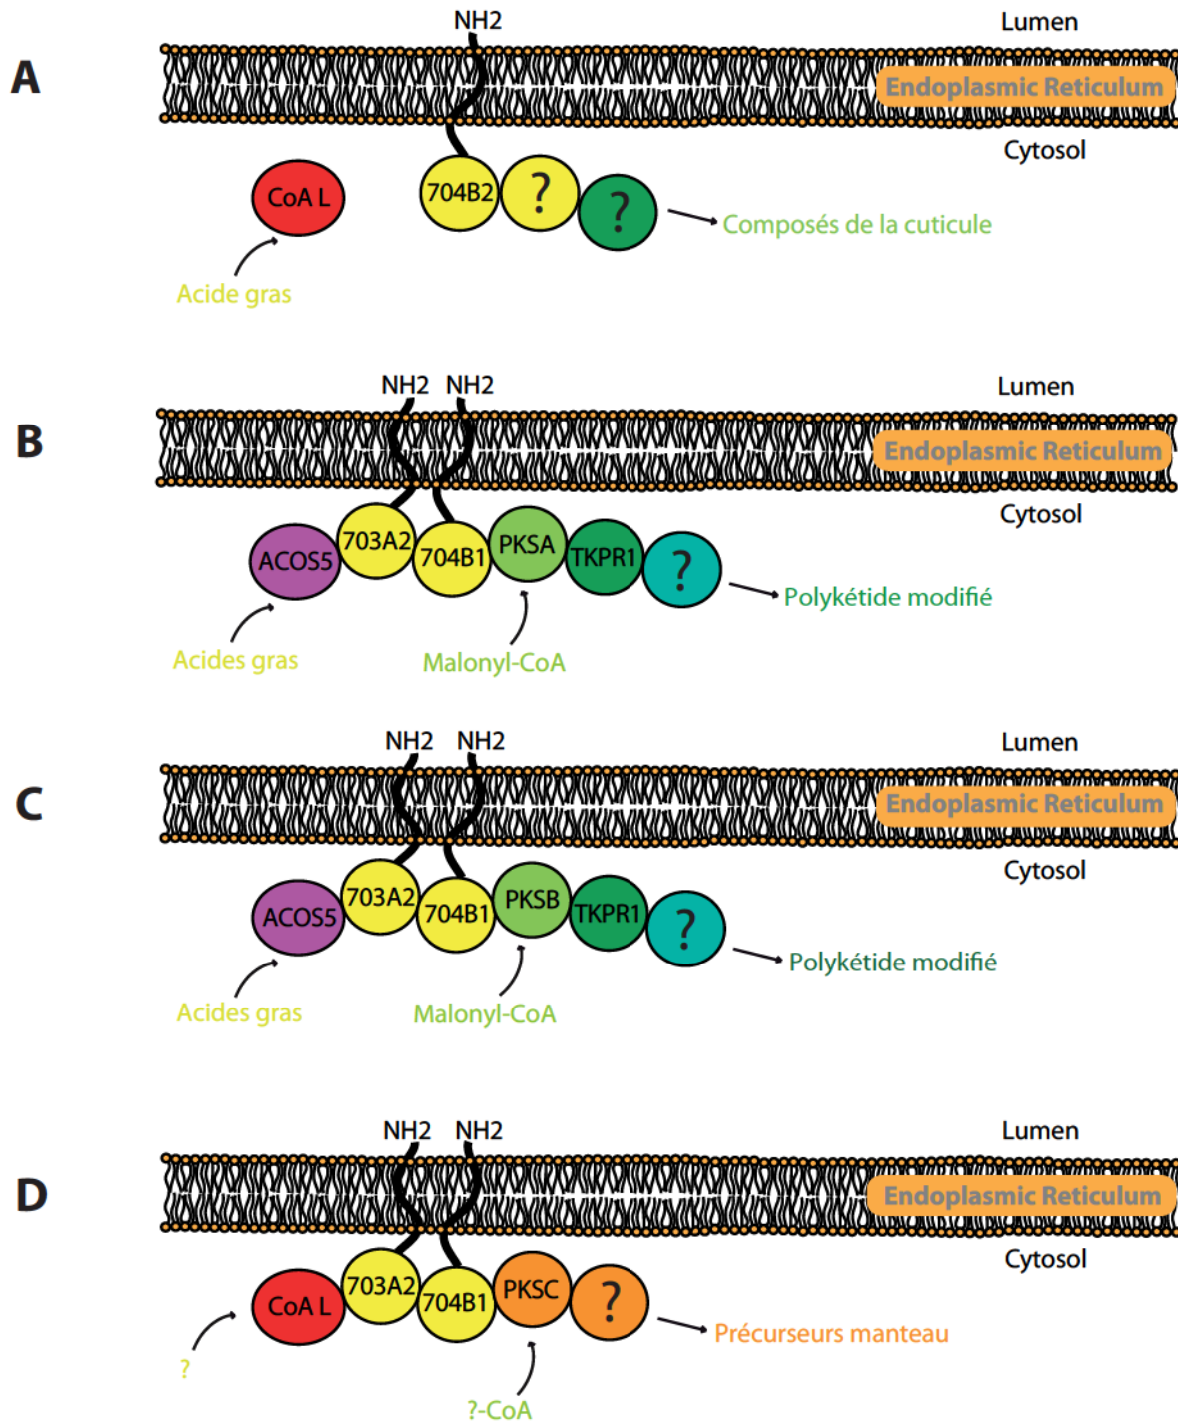 NH2
Lumen
A
Endoplasmic Reticulum
Cytosol
CoA L
704B2
?
?
Composés de la cuticule
Acide gras
NH2 NH2
Lumen
B
Endoplasmic Reticulum
Cytosol
ACOS5
703A2
704B1
PKSA
TKPR1
?
Polykétide modifié
Acides gras
Malonyl-CoA
NH2 NH2
Lumen
C
Endoplasmic Reticulum
Cytosol
ACOS5
703A2
704B1
PKSB
TKPR1
?
Polykétide modifié
Acides gras
Malonyl-CoA
NH2 NH2
Lumen
D
Endoplasmic Reticulum
Cytosol
CoA L
703A2
704B1
PKSC
?
Précurseurs manteau
?
?-CoA